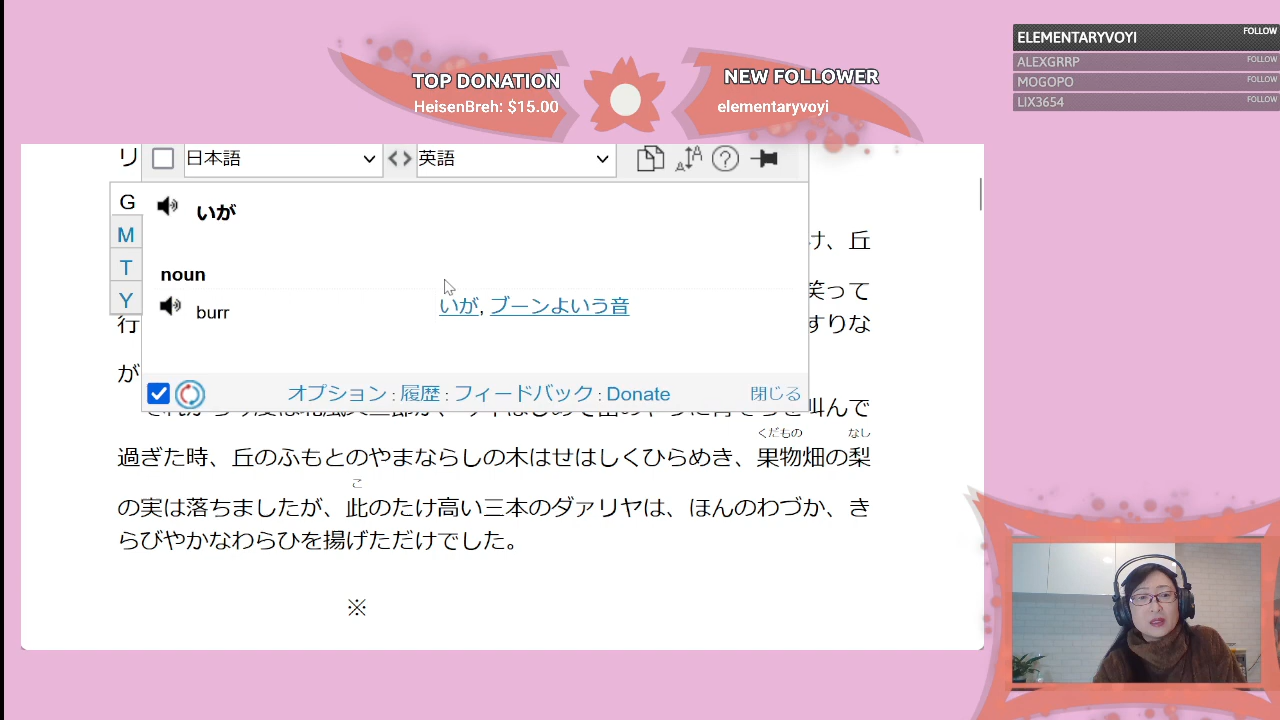 TOP DONATION
HeisenBreh: $15.00
NEW FOLLOWER
elementaryvoyi
ELEMENTARYVOYI FOLLOW
ALEXGRRP FOLLOW
MOGOPO FOLLOW
LIX3654 FOLLOW
リ
日本語
英語
G
M
T
Y
いが
noun
burr
いが, ブーンよいう音
オプション : 履歴 : フィードバック : Donate
閉じる
け、丘
笑って
行
すりな
が
叫んで
くだもの なし
過ぎた時、丘のふもとのやまならしの木はせはしくひらめき、果物畑の梨
こ
の実は落ちましたが、此のたけ高い三本のダァリヤは、ほんのわづか、き
らびやかなわらひを揚げただけでした。
※